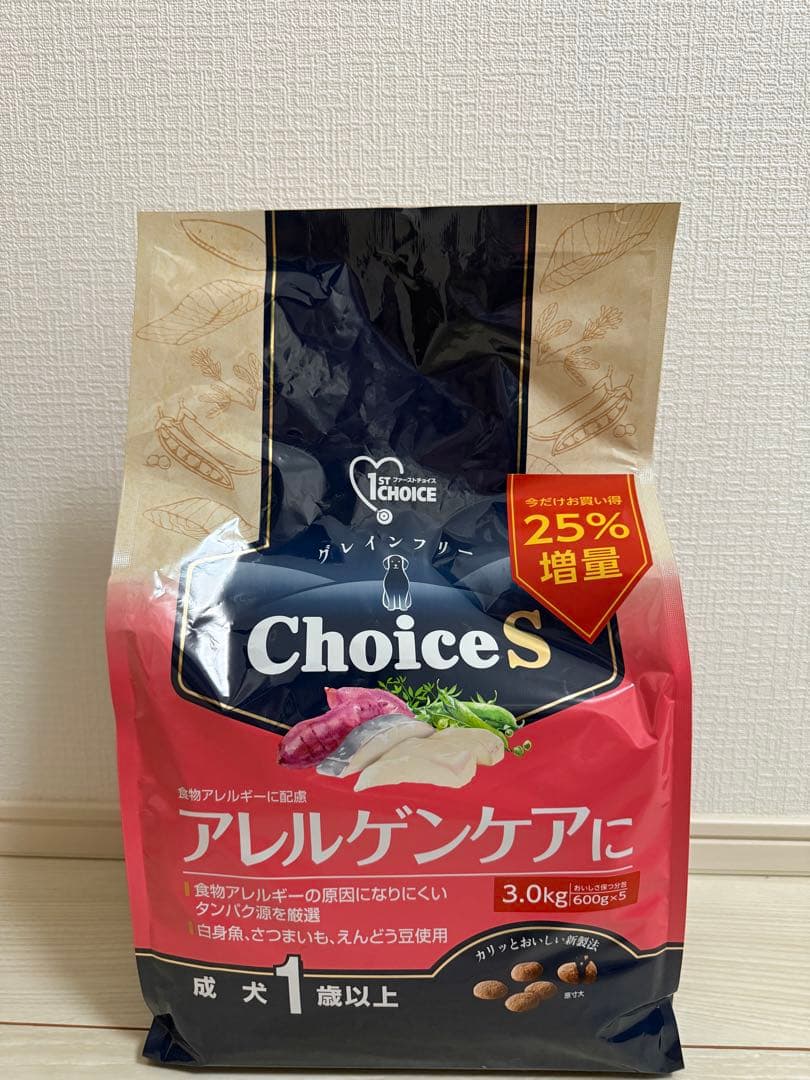 1ST CHOICE
ファーストチョイス
グレインフリー
Choice S
今だけお買い得
25%
増量
食物アレルギーに配慮
アレルゲンケアに
食物アレルギーの原因になりにくい
タンパク源を厳選
白身魚、さつまいも、えんどう豆使用
3.0kg
おいしさ保つ分包
600g×5
カリッとおいしい新製法
原寸大
成犬1歳以上